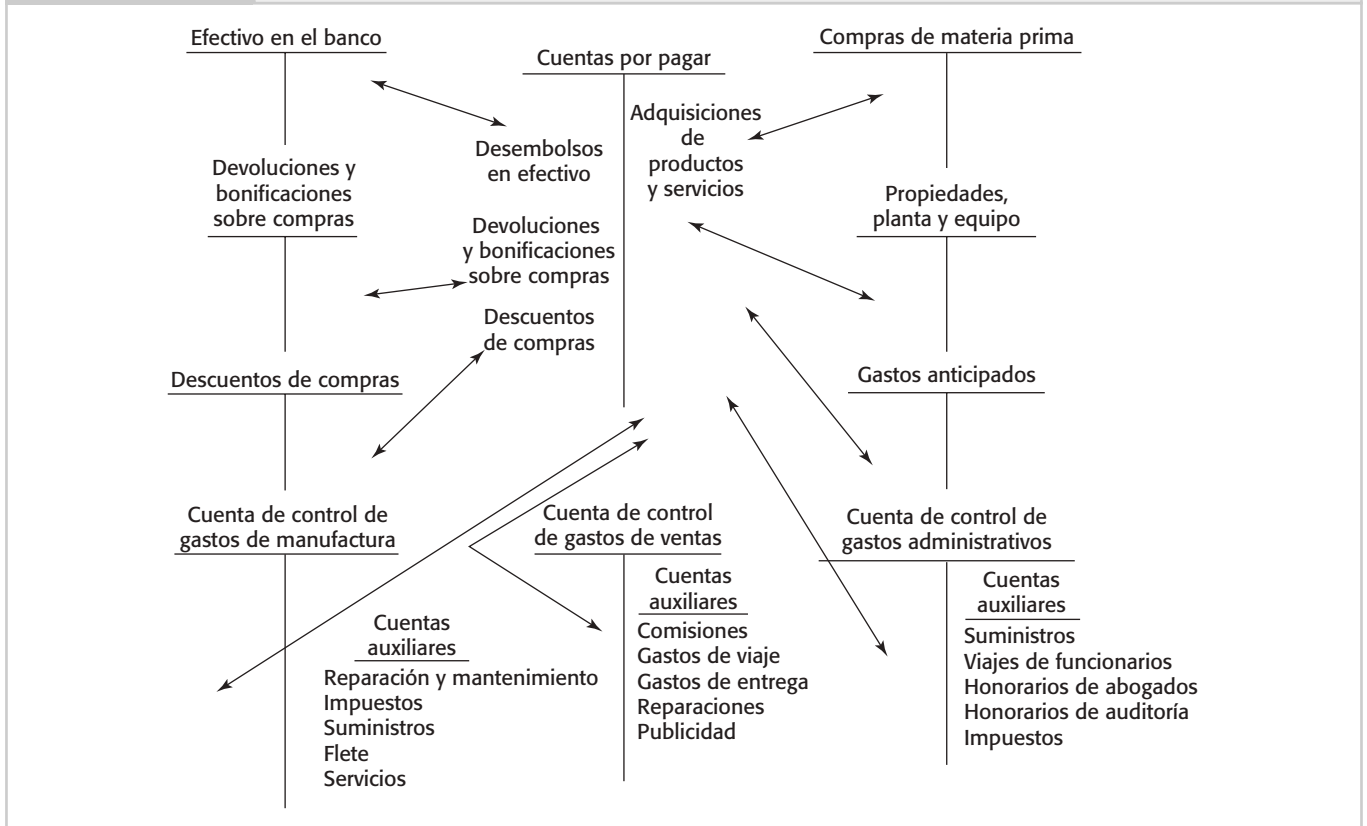 Efectivo en el banco
Devoluciones y
bonificaciones
sobre compras
Descuentos de compras
Cuenta de control de
gastos de manufactura
Cuentas
auxiliares
Reparación y mantenimiento
Impuestos
Suministros
Flete
Servicios
Cuentas por pagar
Desembolsos
en efectivo
Devoluciones
y bonificaciones
sobre compras
Descuentos
de compras
Adquisiciones
de
productos
y servicios
Cuenta de control
de gastos de ventas
Cuentas
auxiliares
Comisiones
Gastos de viaje
Gastos de entrega
Reparaciones
Publicidad
Compras de materia prima
Propiedades,
planta y equipo
Gastos anticipados
Cuenta de control de
gastos administrativos
Cuentas
auxiliares
Suministros
Viajes de funcionarios
Honorarios de abogados
Honorarios de auditoría
Impuestos